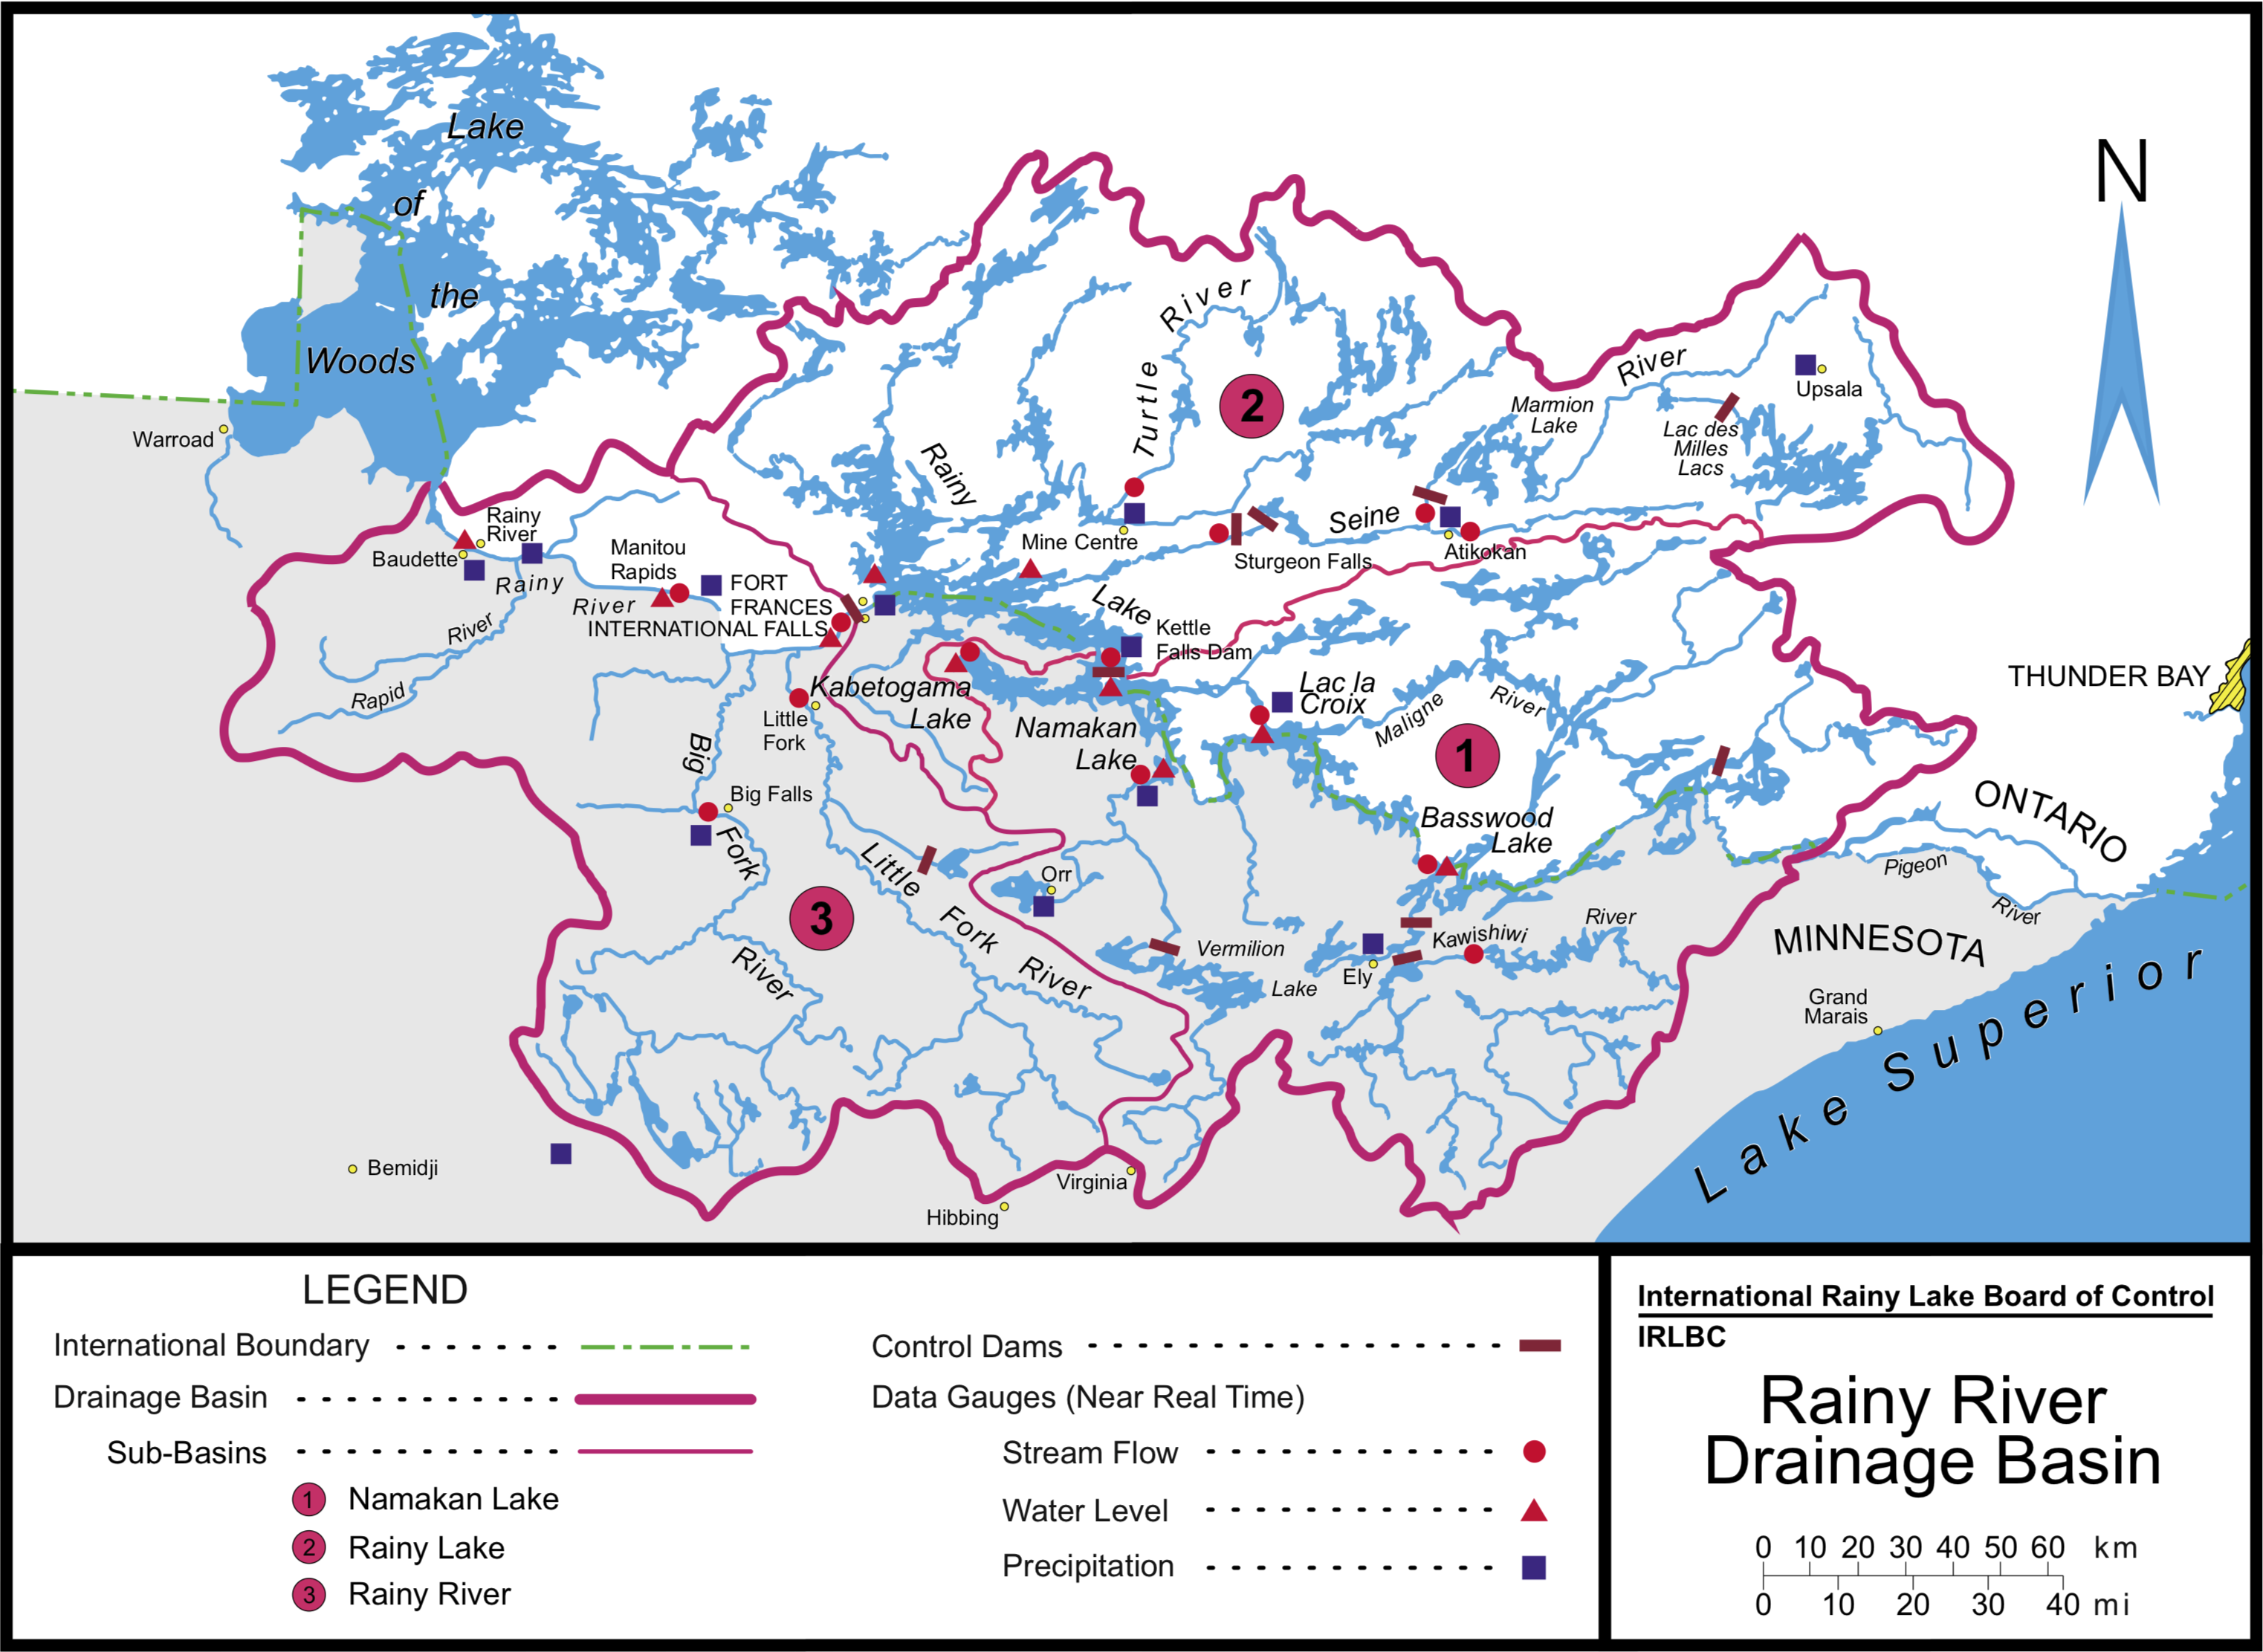 Lake
of
the
Woods
N
River
Turtle
2
River
Upsala
Marmion
Lake
Lac des
Milles
Lacs
Warroad
Rainy
Rainy
River
Baudette
Manitou
Rapids
Seine
Mine Centre
Sturgeon Falls
Atikokan
Rainy
River
FORT
FRANCES
INTERNATIONAL FALLS
Lake
Kettle
Falls Dam
River
Rapid
THUNDER BAY
Kabetogama
Lake
Lac la
Croix
Maligne
River
Little
Fork
Namakan
Lake
1
Big
Big Falls
Fork
Basswood
Lake
ONTARIO
Little
Fork
River
Orr
Pigeon
River
3
River
Vermilion
Lake
Kawishiwi
River
Ely
MINNESOTA
Grand
Marais
Lake Superior
Bemidji
Virginia
Hibbing
LEGEND
International Boundary
Drainage Basin
Sub-Basins
1 Namakan Lake
2 Rainy Lake
3 Rainy River
Control Dams
Data Gauges (Near Real Time)
Stream Flow
Water Level
Precipitation
International Rainy Lake Board of Control
IRLBC
Rainy River
Drainage Basin
0 10 20 30 40 50 60 km
0 10 20 30 40 mi